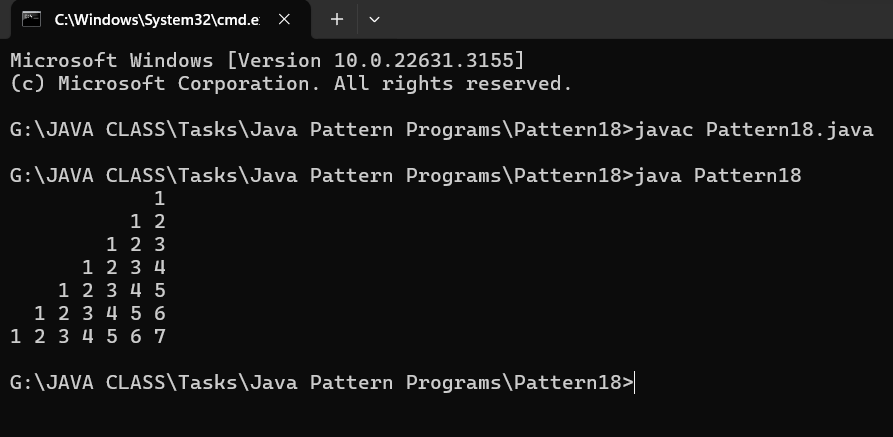 C:\Windows\System32\cmd.e
Microsoft Windows [Version 10.0.22631.3155]
(c) Microsoft Corporation. All rights reserved.
G:\JAVA CLASS\Tasks\Java Pattern Programs\Pattern18>javac Pattern18.java
G:\JAVA CLASS\Tasks\Java Pattern Programs\Pattern18>java Pattern18
            1
          1 2
        1 2 3
      1 2 3 4
    1 2 3 4 5
  1 2 3 4 5 6
1 2 3 4 5 6 7
G:\JAVA CLASS\Tasks\Java Pattern Programs\Pattern18>